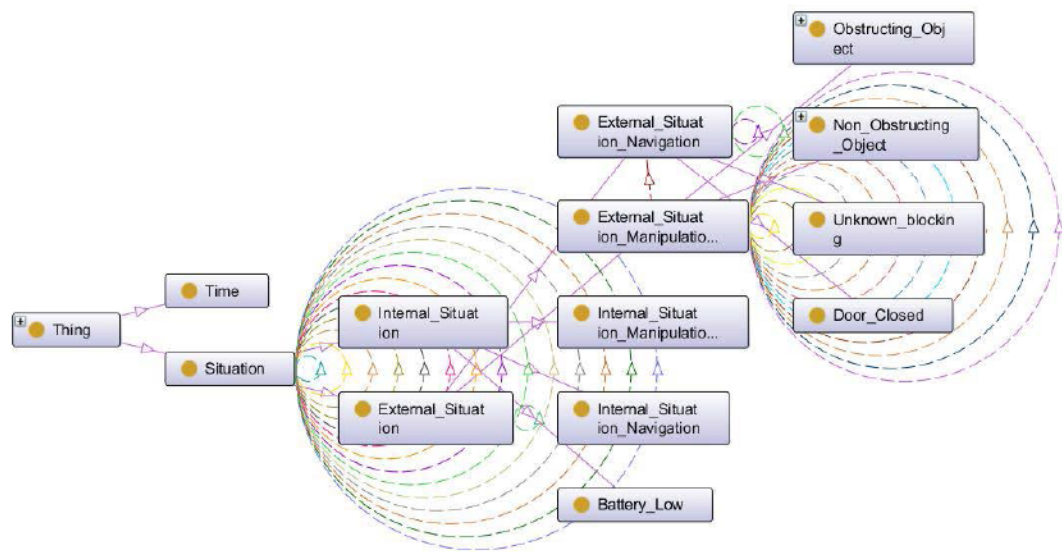 Obstructing_Obj
ect
External_Situat
ion_Navigation
Non_Obstructing
_Object
External_Situat
ion_Manipulatio...
Unknown_blockin
g
Internal_Situat
ion
Internal_Situat
ion_Manipulatio...
Door_Closed
Time
Thing
Situation
External_Situat
ion
Internal_Situat
ion_Navigation
Battery_Low